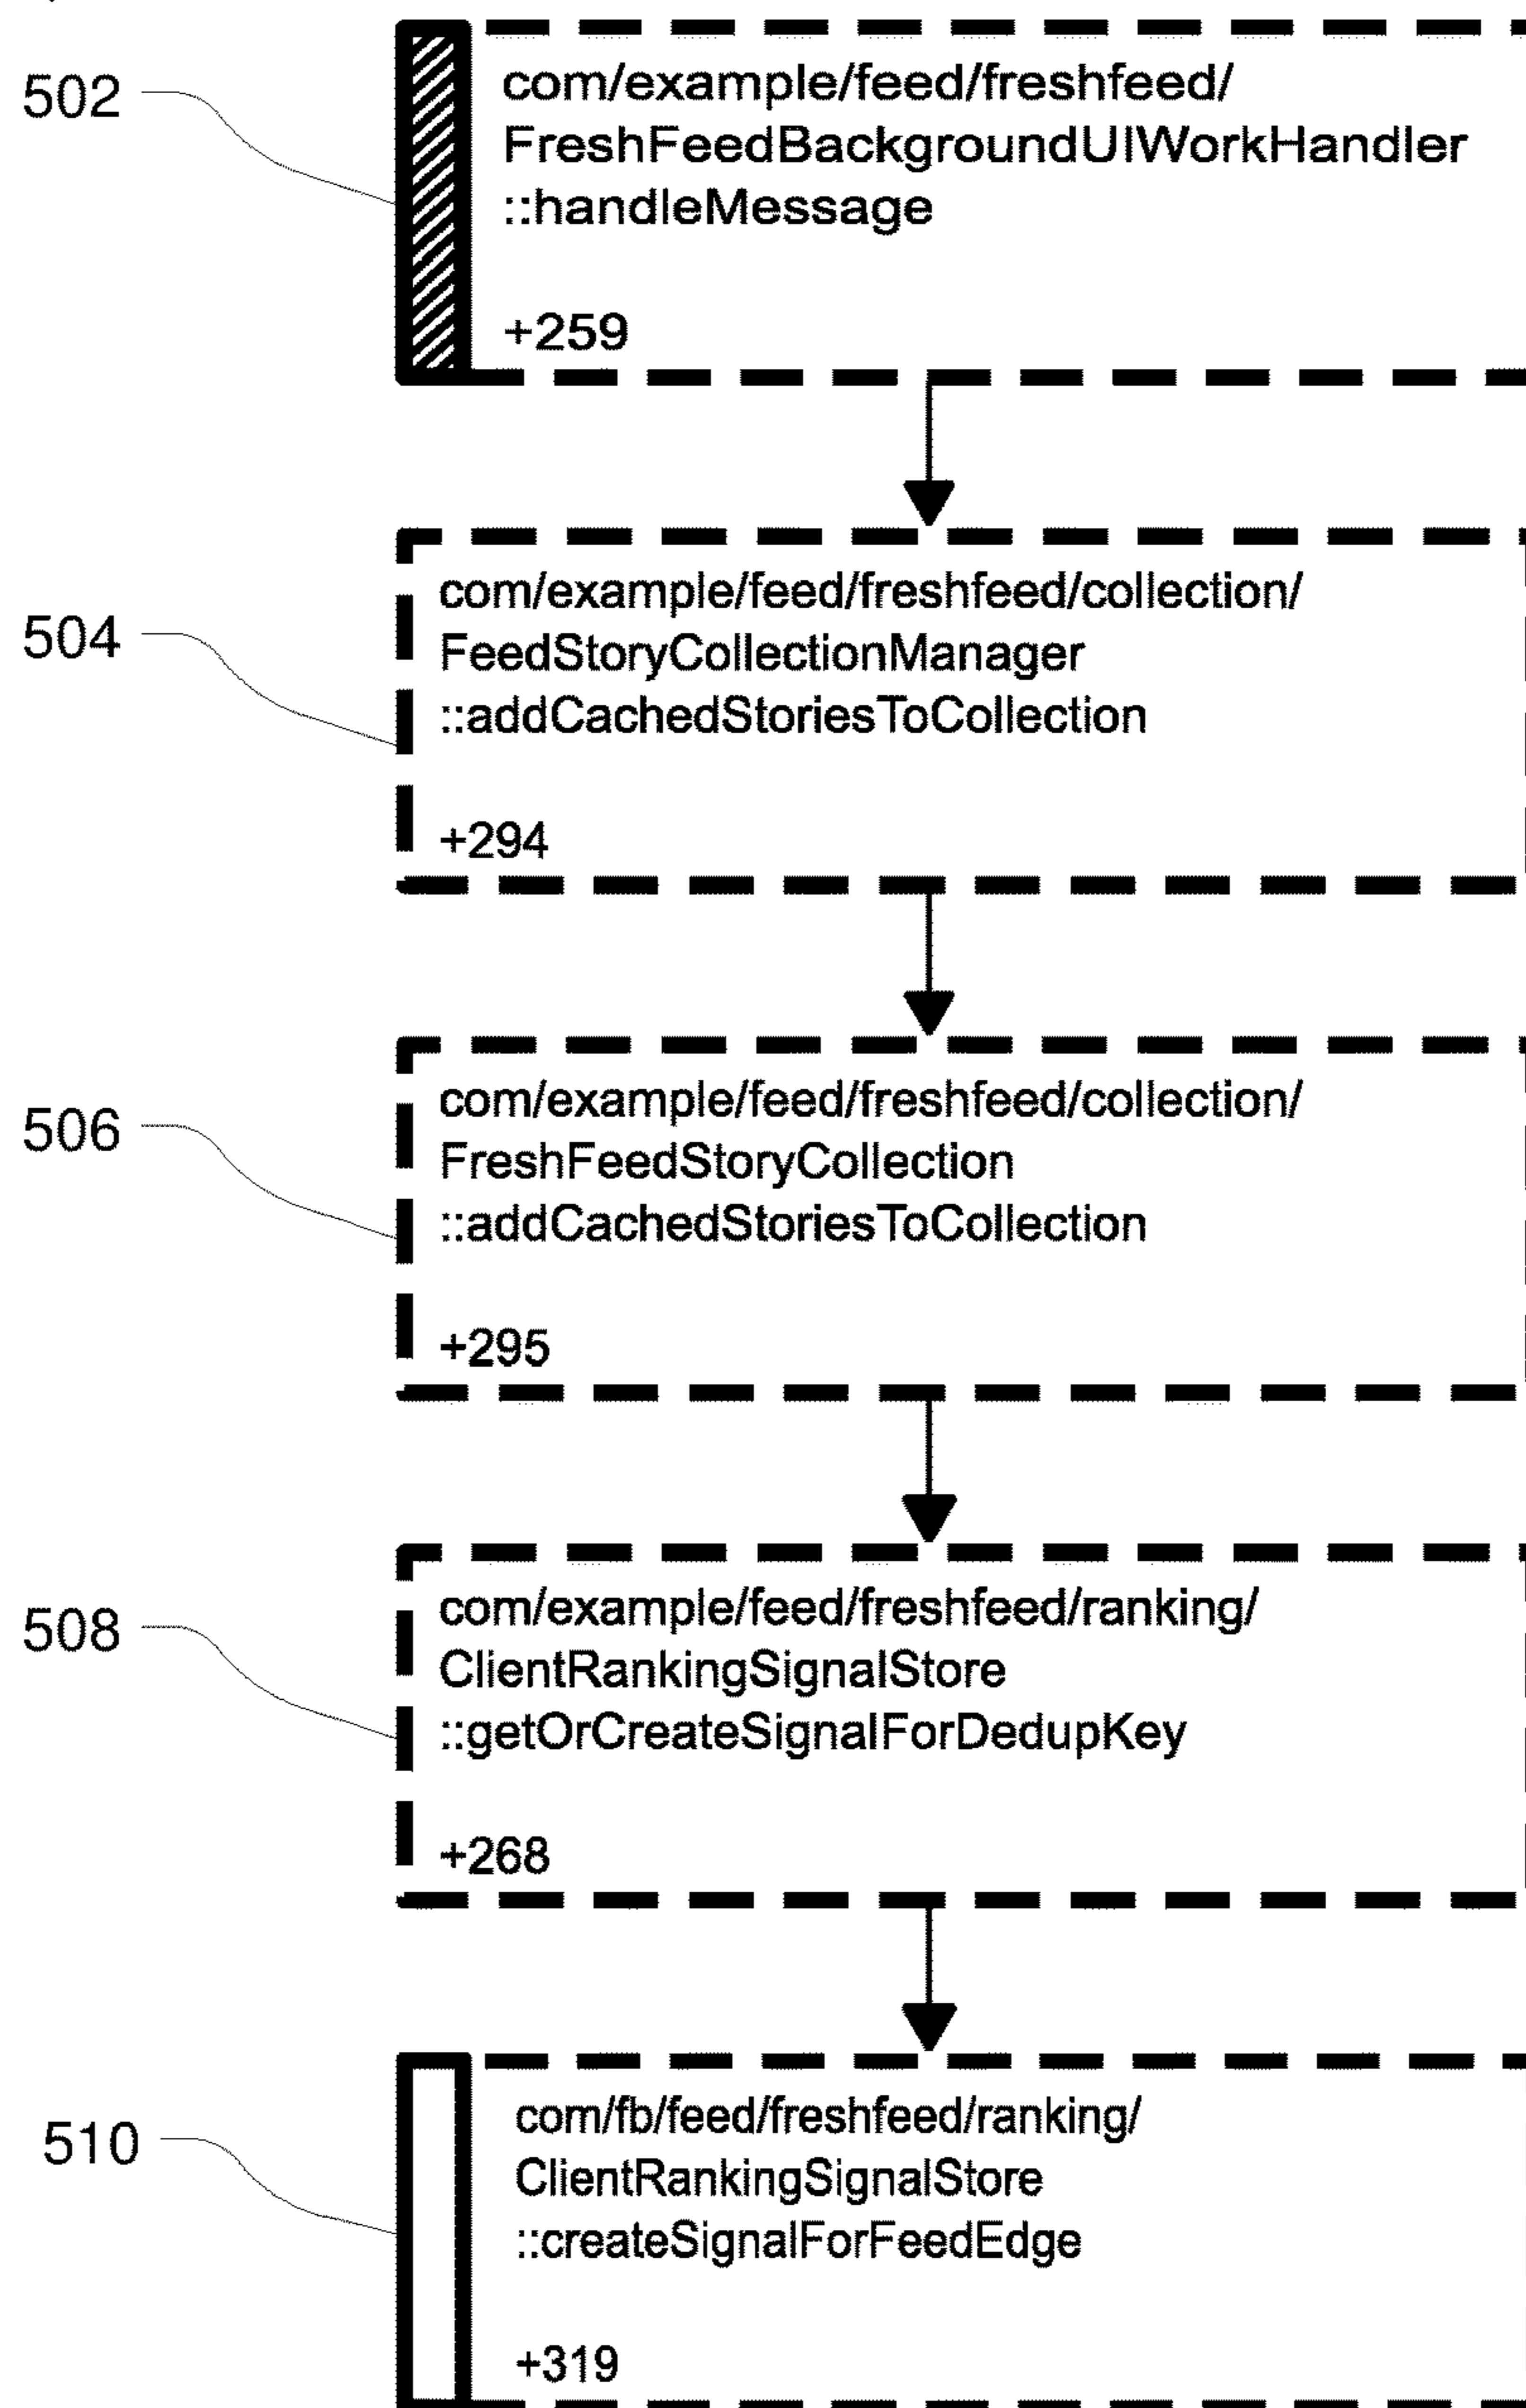 502
com/example/feed/freshfeed/
FreshFeedBackgroundUIWorkHandler
::handleMessage
+259
504
com/example/feed/freshfeed/collection/
FeedStoryCollectionManager
::addCachedStoriesToCollection
+294
506
com/example/feed/freshfeed/collection/
FreshFeedStoryCollection
::addCachedStoriesToCollection
+295
508
com/example/feed/freshfeed/ranking/
ClientRankingSignalStore
::getOrCreateSignalForDedupKey
+268
510
com/fb/feed/freshfeed/ranking/
ClientRankingSignalStore
::createSignalForFeedEdge
+319